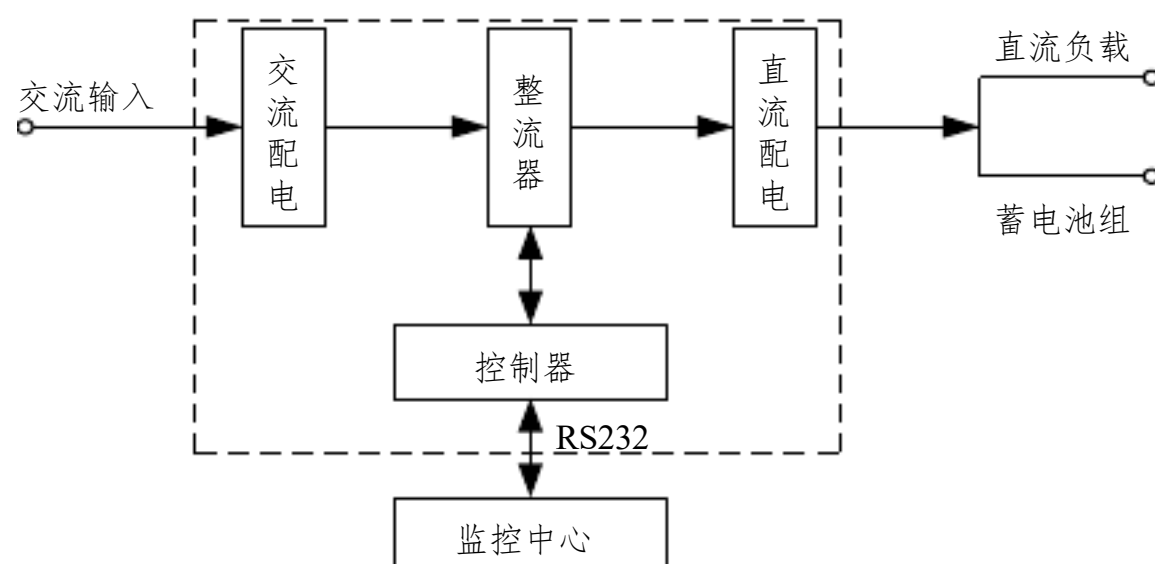 交流输入
交流配电
整流器
直流配电
直流负载
蓄电池组
控制器
RS232
监控中心